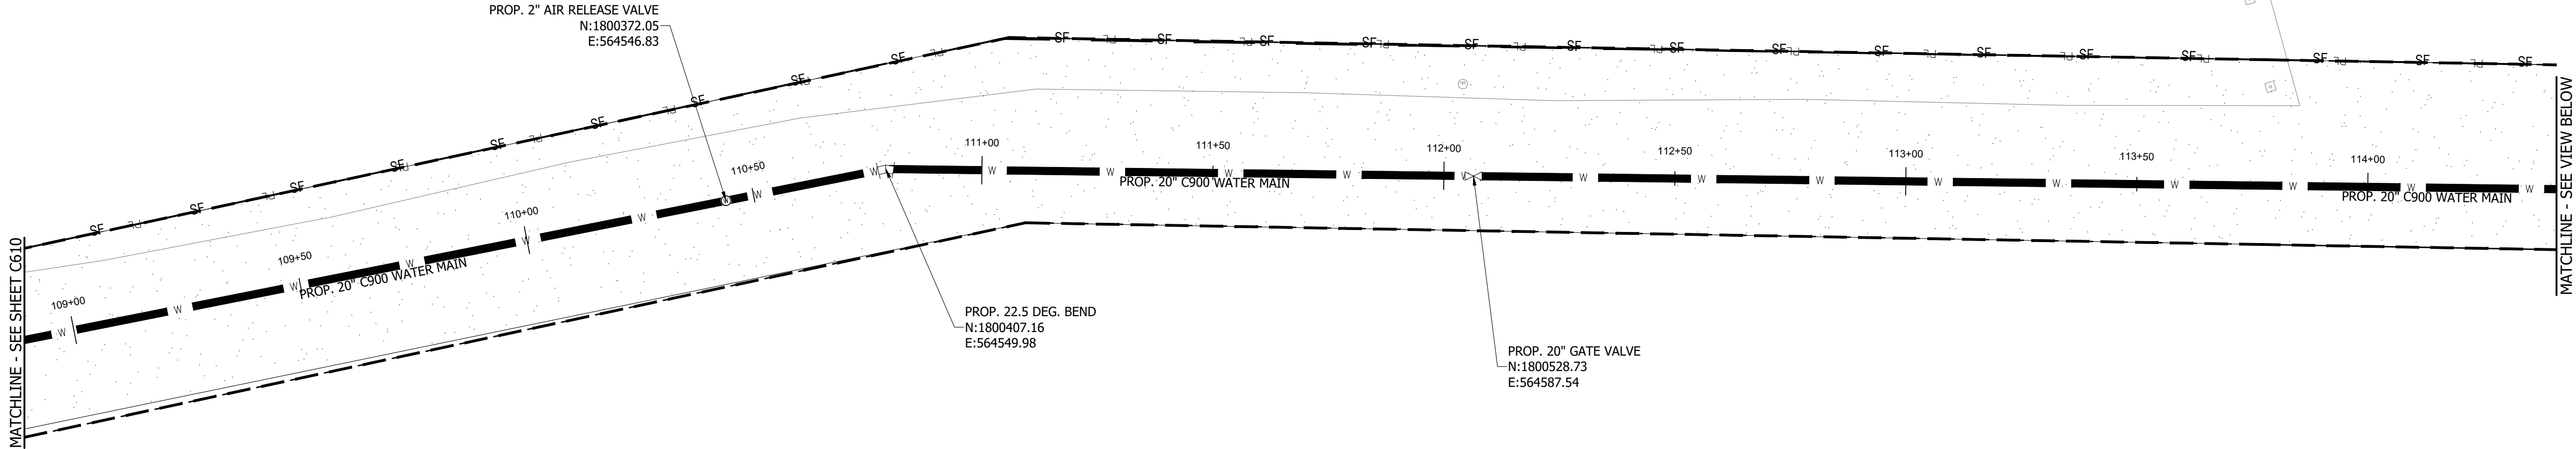 PROP. 2" AIR RELEASE VALVE
N:1800372.05
E:564546.83
SF SF SF SF SF SF SF SF SF SF SF SF SF SF SF SF SF SF SF SF SF SF SF SF
E
111+00
111+50
112+00
112+50
113+00
113+50
114+00
110+50
110+00
109+50
109+00
W W W W W W W W W W W W W W W W W W W W W W
PROP. 20" C900 WATER MAIN
PROP. 20" C900 WATER MAIN
PROP. 20" C900 WATER MAIN
PROP. 22.5 DEG. BEND
N:1800407.16
E:564549.98
PROP. 20" GATE VALVE
N:1800528.73
E:564587.54
MATCHLINE - SEE SHEET C610
MATCHLINE - SEE VIEW BELOW